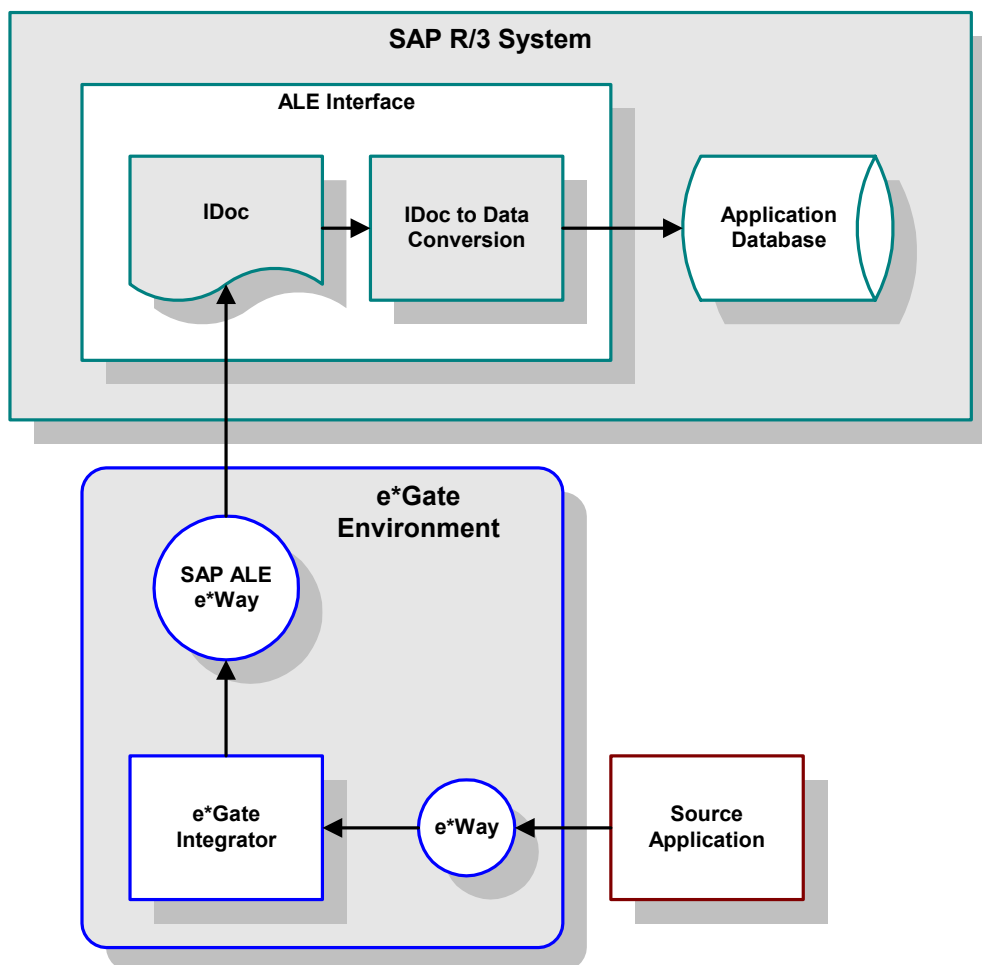 SAP R/3 System
ALE Interface
IDoc
IDoc to Data
Conversion
Application
Database
e*Gate
Environment
SAP ALE
e*Way
e*Gate
Integrator
e*Way
Source
Application